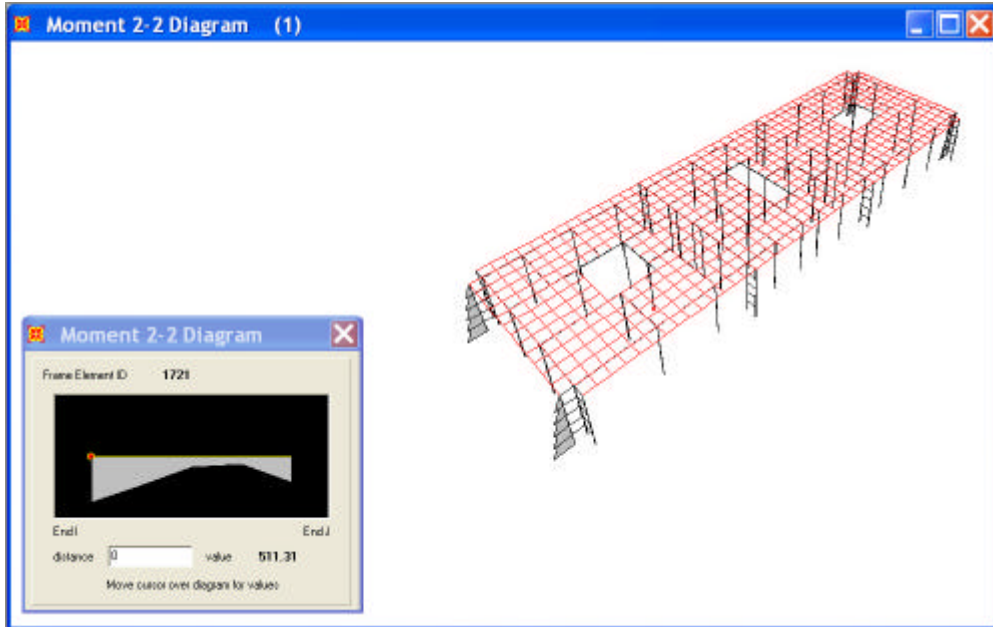 Moment 2-2 Diagram (1)
Moment 2-2 Diagram
Frame Element ID 1721
End I End J
distance 0 value 511.31
Move cursor over diagram for values